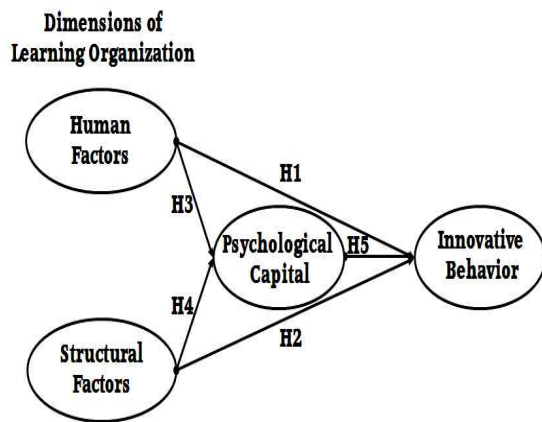 Dimensions of
Learning Organization
Human
Factors
H1
H3
Psychological
Capital
H5
Innovative
Behavior
H4
H2
Structural
Factors